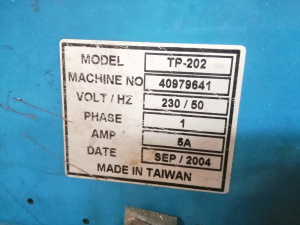 MODEL TP-202
MACHINE NO 40979641
VOLT / HZ 230 / 50
PHASE 1
AMP 5A
DATE SEP / 2004
MADE IN TAIWAN